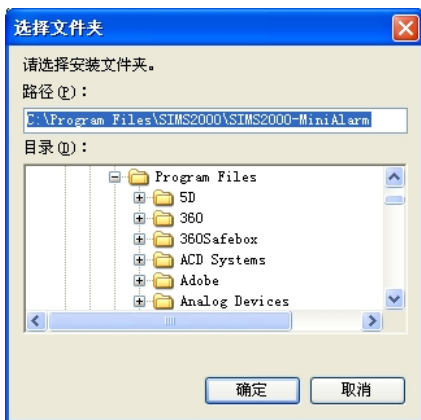 选择文件夹
请选择安装文件夹。
路径(P)：
C:\Program Files\SIMS2000\SIMS2000-MiniAlarm
目录(D)：
Program Files
5D
360
360Safebox
ACD Systems
Adobe
Analog Devices
确定 取消